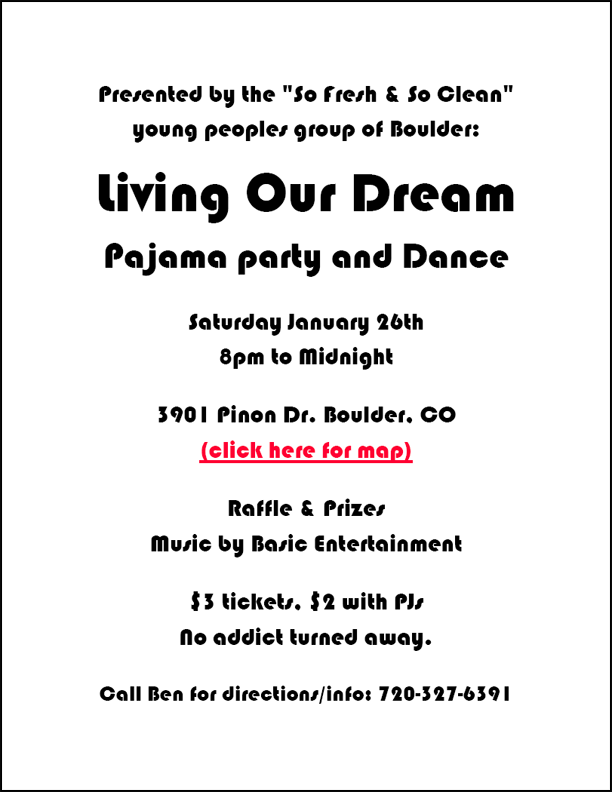 Presented by the "So Fresh & So Clean"
young peoples group of Boulder:
Living Our Dream
Pajama party and Dance
Saturday January 26th
8pm to Midnight
3901 Pinon Dr. Boulder, CO
(click here for map)
Raffle & Prizes
Music by Basic Entertainment
$3 tickets, $2 with PJs
No addict turned away.
Call Ben for directions/info: 720-327-6391